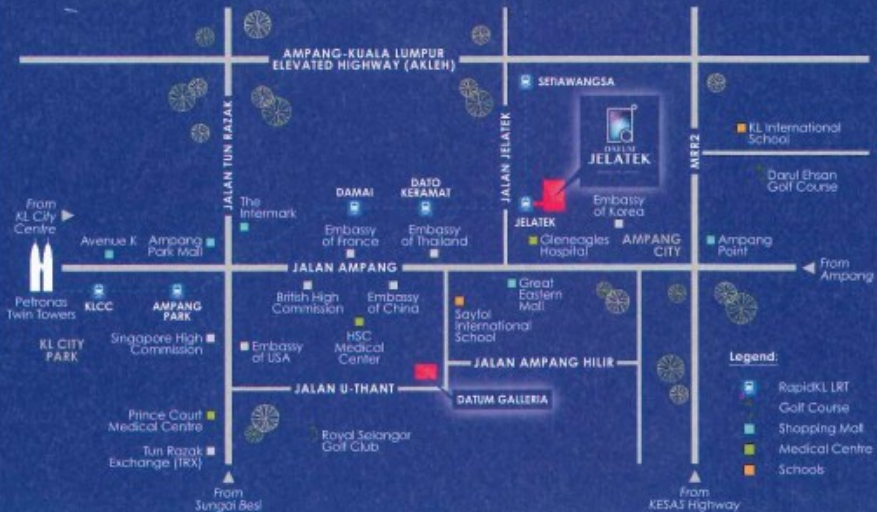 AMPANG-KUALA LUMPUR
ELEVATED HIGHWAY (AKLEH)
SETIAWANGSA
JALAN TUN RAZAK
JALAN JELATEK
MRR2
DATUM
JELATEK
KL International
School
Darul Ehsan
Golf Course
From
KL City
Centre
The
Intermark
DAMAI
DATO
KERAMAT
JELATEK
Embassy
of Korea
Avenue K
Ampang
Park Mall
Embassy
of France
Embassy
of Thailand
Gleneagles
Hospital
AMPANG
CITY
Ampang
Point
JALAN AMPANG
From
Ampang
Petronas
Twin Towers
KLCC
AMPANG
PARK
British High
Commission
Embassy
of China
Great
Eastern
Mall
Sayfol
International
School
KL CITY
PARK
Singapore High
Commission
Embassy
of USA
HSC
Medical
Center
JALAN AMPANG HILIR
JALAN U-THANT
DATUM GALLERIA
Legend:
RapidKL LRT
Golf Course
Shopping Mall
Medical Centre
Schools
Prince Court
Medical Centre
Royal Selangor
Golf Club
Tun Razak
Exchange (TRX)
From
Sungai Besi
From
KESAS Highway